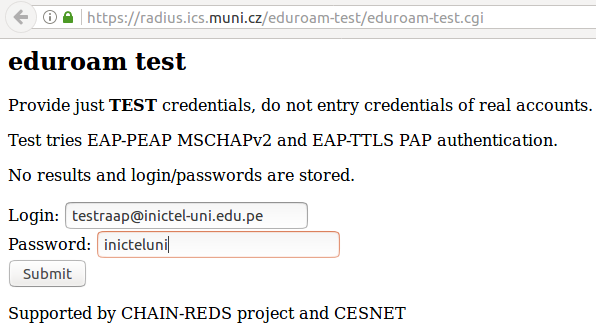 https://radius.ics.muni.cz/eduroam-test/eduroam-test.cgi
eduroam test
Provide just TEST credentials, do not entry credentials of real accounts.
Test tries EAP-PEAP MSCHAPv2 and EAP-TTLS PAP authentication.
No results and login/passwords are stored.
Login: testraap@inictel-uni.edu.pe
Password: inicteluni
Submit
Supported by CHAIN-REDS project and CESNET